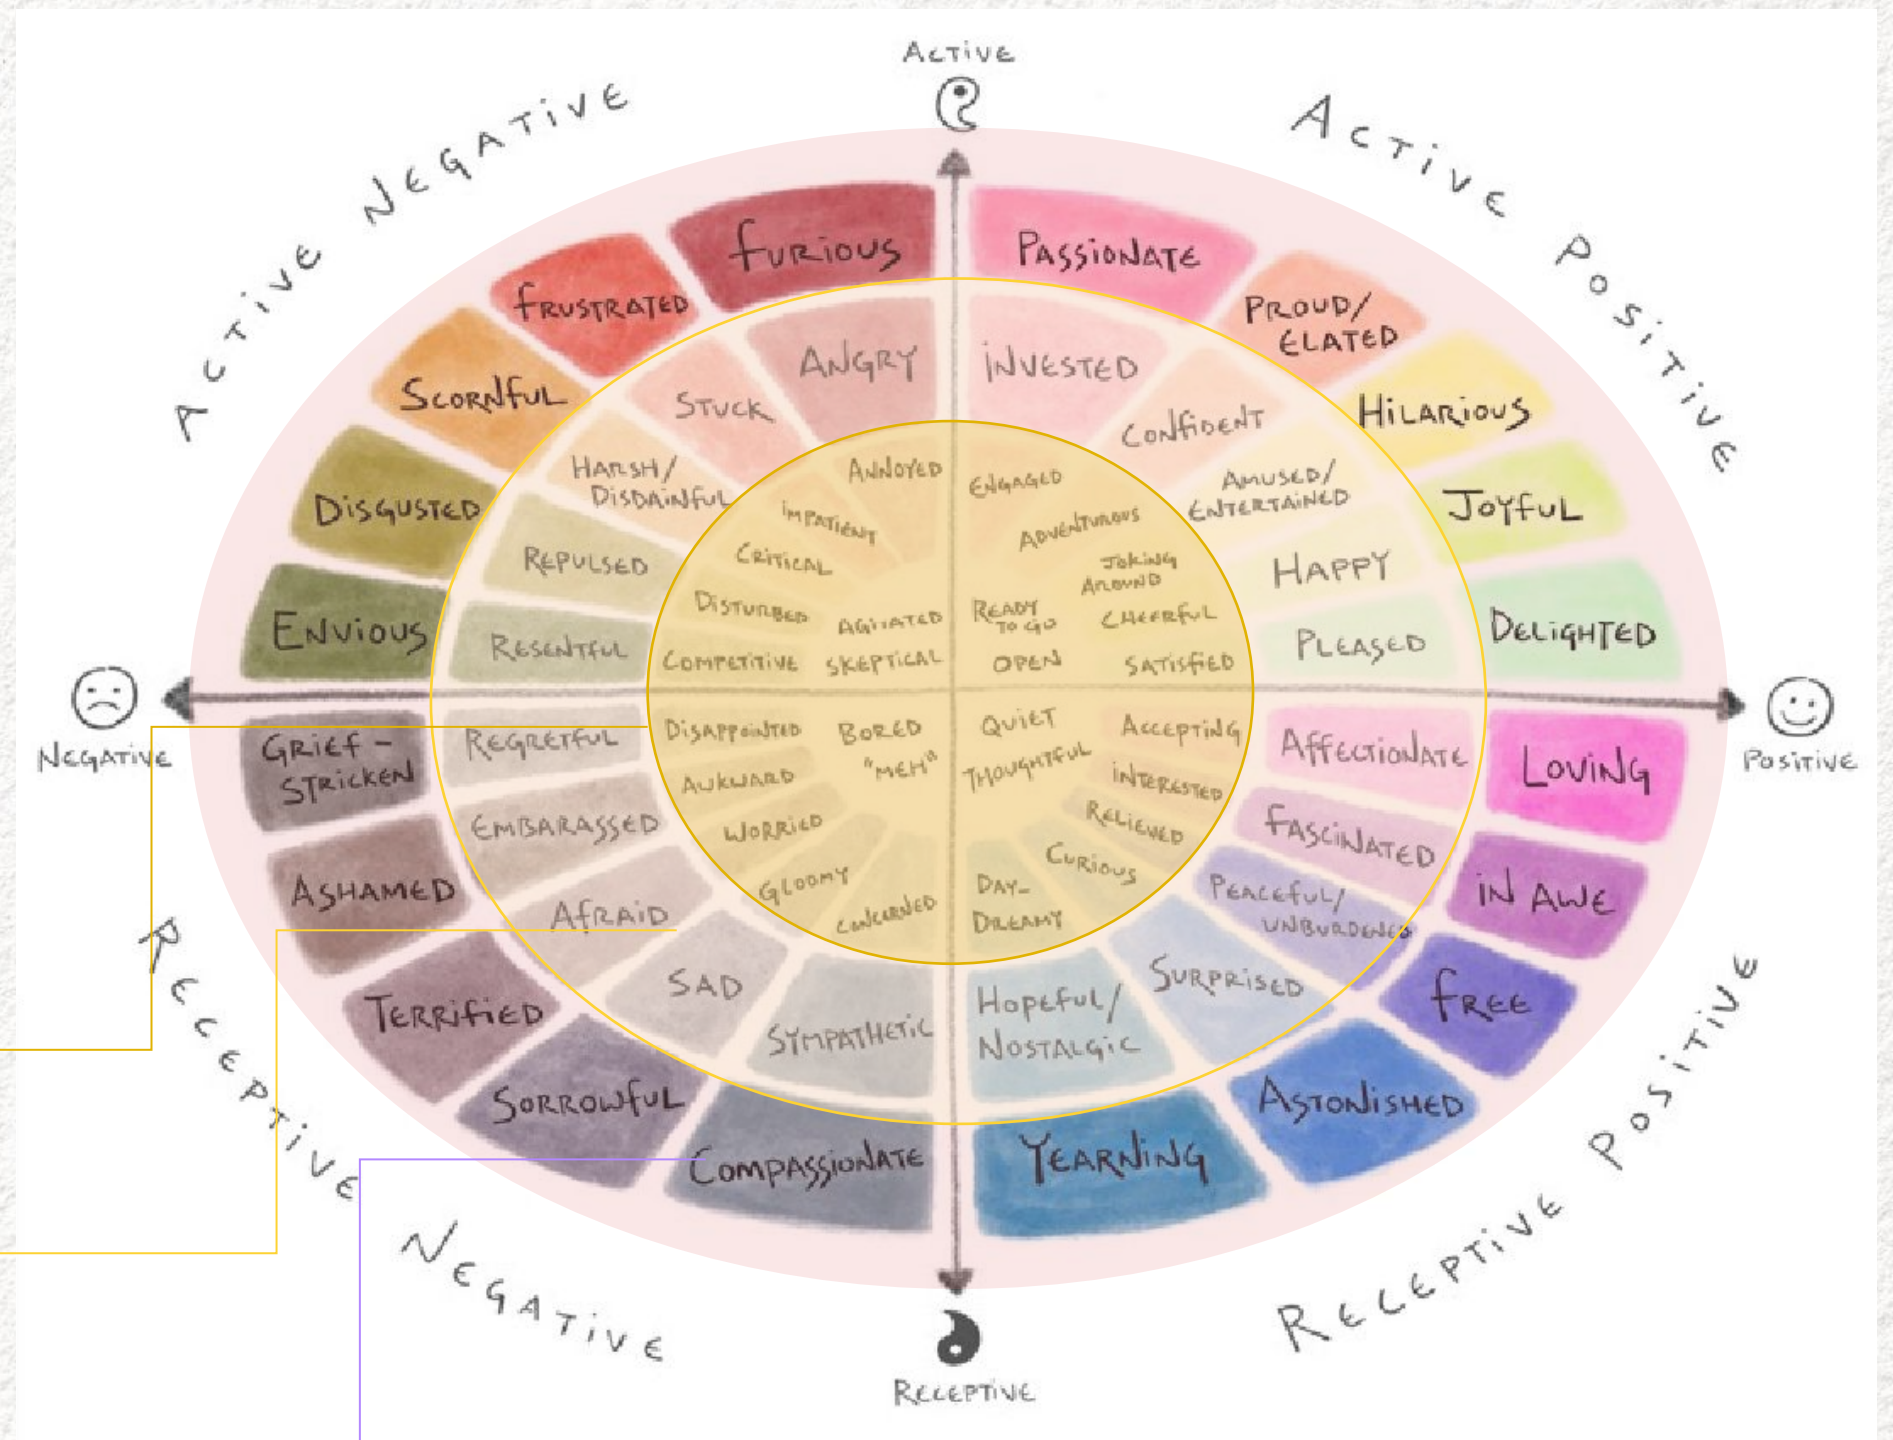 ACTIVE
ACTIVE NEGATIVE
ACTIVE POSITIVE
FURIOUS
PASSIONATE
FRUSTRATED
PROUD/
ELATED
SCORNFUL
ANGRY
INVESTED
HILARIOUS
STUCK
CONFIDENT
DISGUSTED
HARSH/
DISDAINFUL
ANNOYED
ENGAGED
AMUSED/
ENTERTAINED
JOYFUL
IMPATIENT
ADVENTUROUS
REPULSED
CRITICAL
JOKING
AROUND
HAPPY
ENVIOUS
DISTURBED
AGITATED
READY
TO GO
CHEERFUL
DELIGHTED
RESENTFUL
COMPETITIVE
SKEPTICAL
OPEN
SATISFIED
PLEASED
NEGATIVE
POSITIVE
GRIEF-
STRICKEN
REGRETFUL
DISAPPOINTED
BORED
QUIET
ACCEPTING
AFFECTIONATE
LOVING
"MEH"
THOUGHTFUL
AWKWARD
INTERESTED
EMBARASSED
WORRIED
RELIEVED
FASCINATED
ASHAMED
GLOOMY
CURIOUS
IN AWE
CONCERNED
DAY-
DREAMY
PEACEFUL/
UNBURDENED
AFRAID
SAD
SURPRISED
FREE
TERRIFIED
SYMPATHETIC
HOPEFUL/
NOSTALGIC
SORROWFUL
ASTONISHED
COMPASSIONATE
YEARNING
RECEPTIVE NEGATIVE
RECEPTIVE POSITIVE
RECEPTIVE